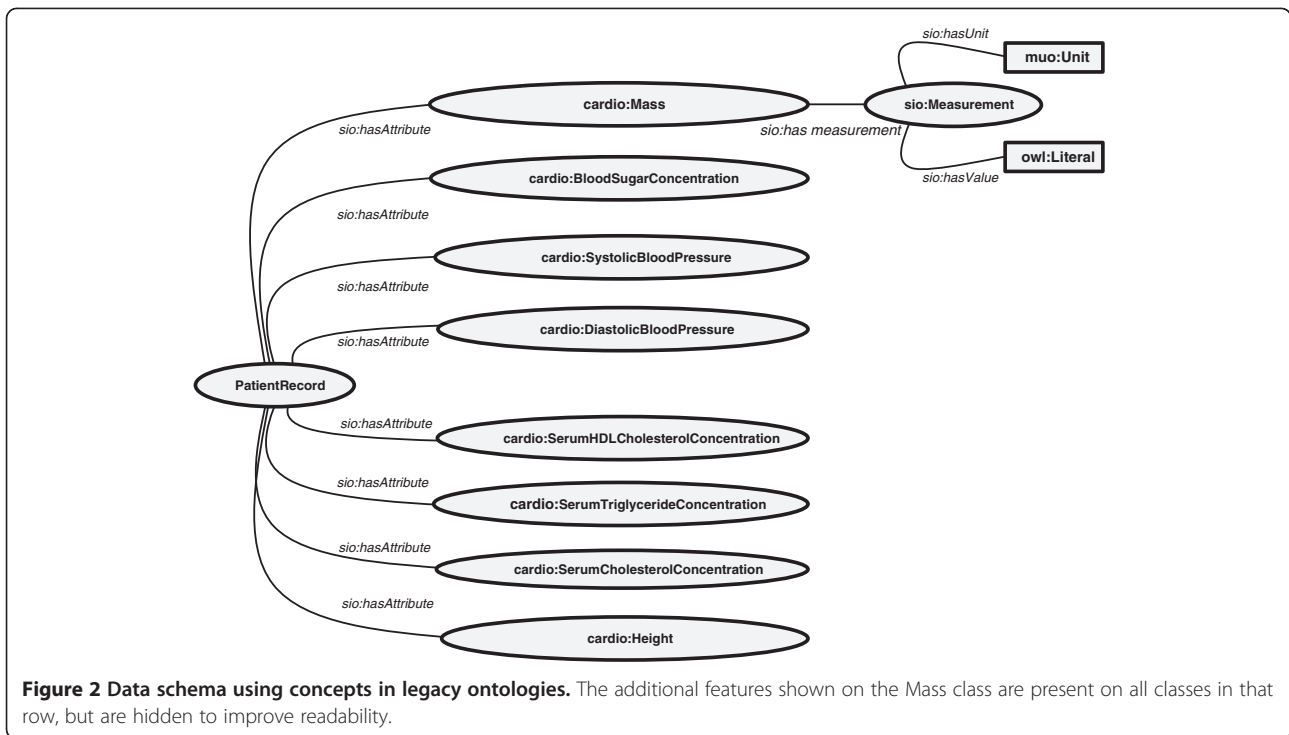 sio:hasUnit
muo:Unit
cardio:Mass
sio:Measurement
sio:hasAttribute
sio:has measurement
owl:Literal
sio:hasValue
cardio:BloodSugarConcentration
sio:hasAttribute
cardio:SystolicBloodPressure
sio:hasAttribute
cardio:DiastolicBloodPressure
sio:hasAttribute
PatientRecord
sio:hasAttribute
cardio:SerumHDLCholesterolConcentration
sio:hasAttribute
cardio:SerumTriglycerideConcentration
sio:hasAttribute
cardio:SerumCholesterolConcentration
sio:hasAttribute
cardio:Height
Figure 2 Data schema using concepts in legacy ontologies. The additional features shown on the Mass class are present on all classes in that
row, but are hidden to improve readability.